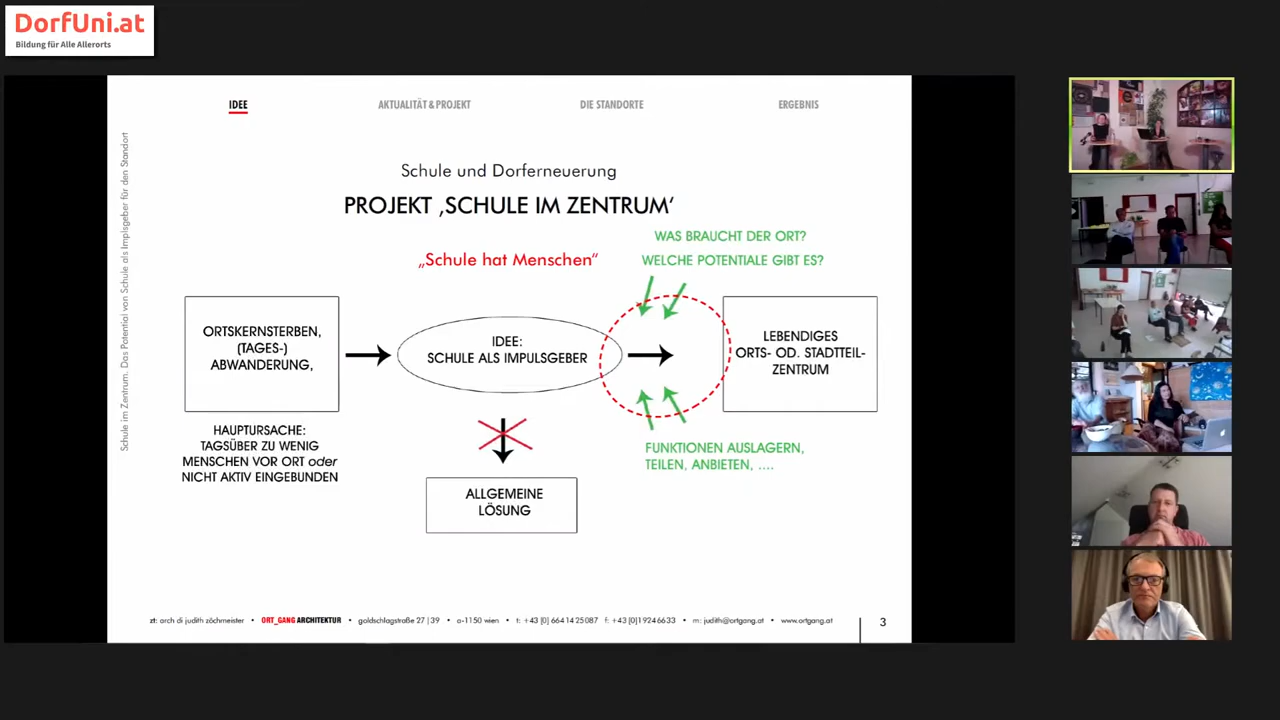 DorfUni.at
Bildung für Alle Allerorts
IDEE
AKTUALITÄT & PROJEKT
DIE STANDORTE
ERGEBNIS
Schule im Zentrum. Das Potential von Schule als Implsgeber für den Standort
Schule und Dorferneuerung
PROJEKT ‚SCHULE IM ZENTRUM‘
„Schule hat Menschen“
WAS BRAUCHT DER ORT?
WELCHE POTENTIALE GIBT ES?
ORTSKERNSTERBEN,
(TAGES-)
ABWANDERUNG,
IDEE:
SCHULE ALS IMPULSGEBER
LEBENDIGES
ORTS- OD. STADTTEIL-
ZENTRUM
HAUPTURSACHE:
TAGSÜBER ZU WENIG
MENSCHEN VOR ORT oder
NICHT AKTIV EINGEBUNDEN
FUNKTIONEN AUSLAGERN,
TEILEN, ANBIETEN, ....
ALLGEMEINE
LÖSUNG
zt: arch di judith zöchmeister • ORT_GANG ARCHITEKTUR • goldschlagstraße 27|39 • a-1150 wien • t: +43 [0] 664 14 25 087 f: +43 [0]1 924 66 33 • m: judith@ortgang.at • www.ortgang.at
3